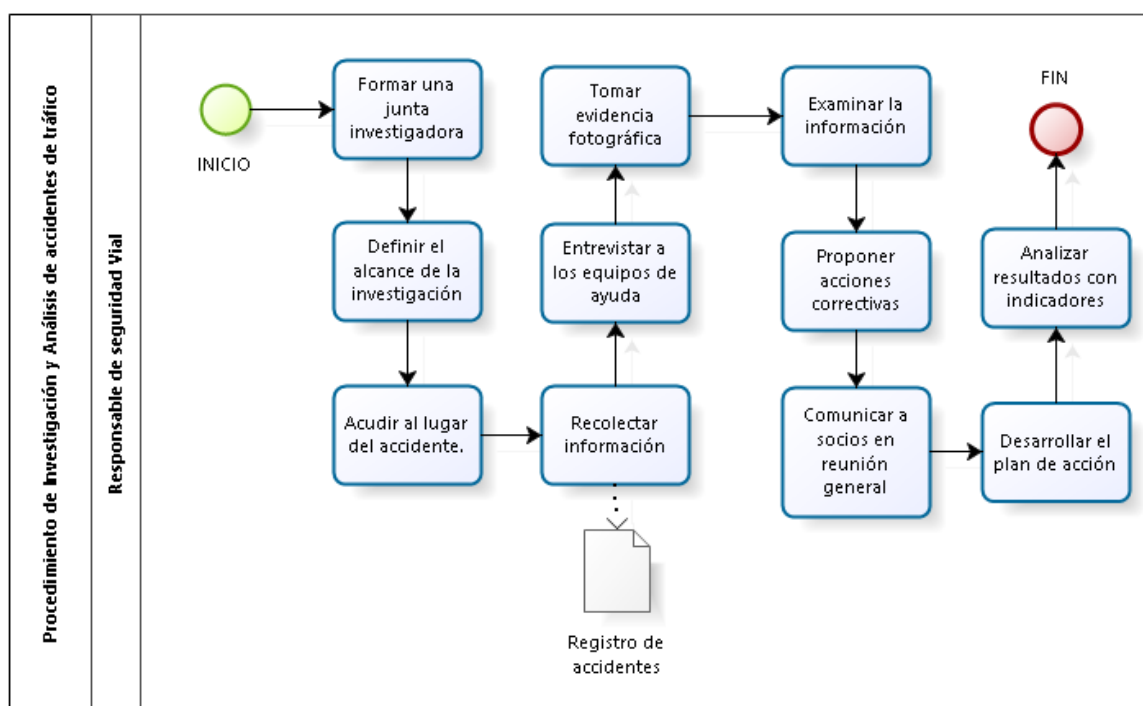 Procedimiento de Investigación y Análisis de accidentes de tráfico
Responsable de seguridad Vial
INICIO
Formar una
junta
investigadora
Definir el
alcance de la
investigación
Acudir al lugar
del accidente.
Recolectar
información
Registro de
accidentes
Entrevistar a
los equipos de
ayuda
Tomar
evidencia
fotográfica
Examinar la
información
Proponer
acciones
correctivas
Comunicar a
socios en
reunión
general
Desarrollar el
plan de acción
Analizar
resultados con
indicadores
FIN